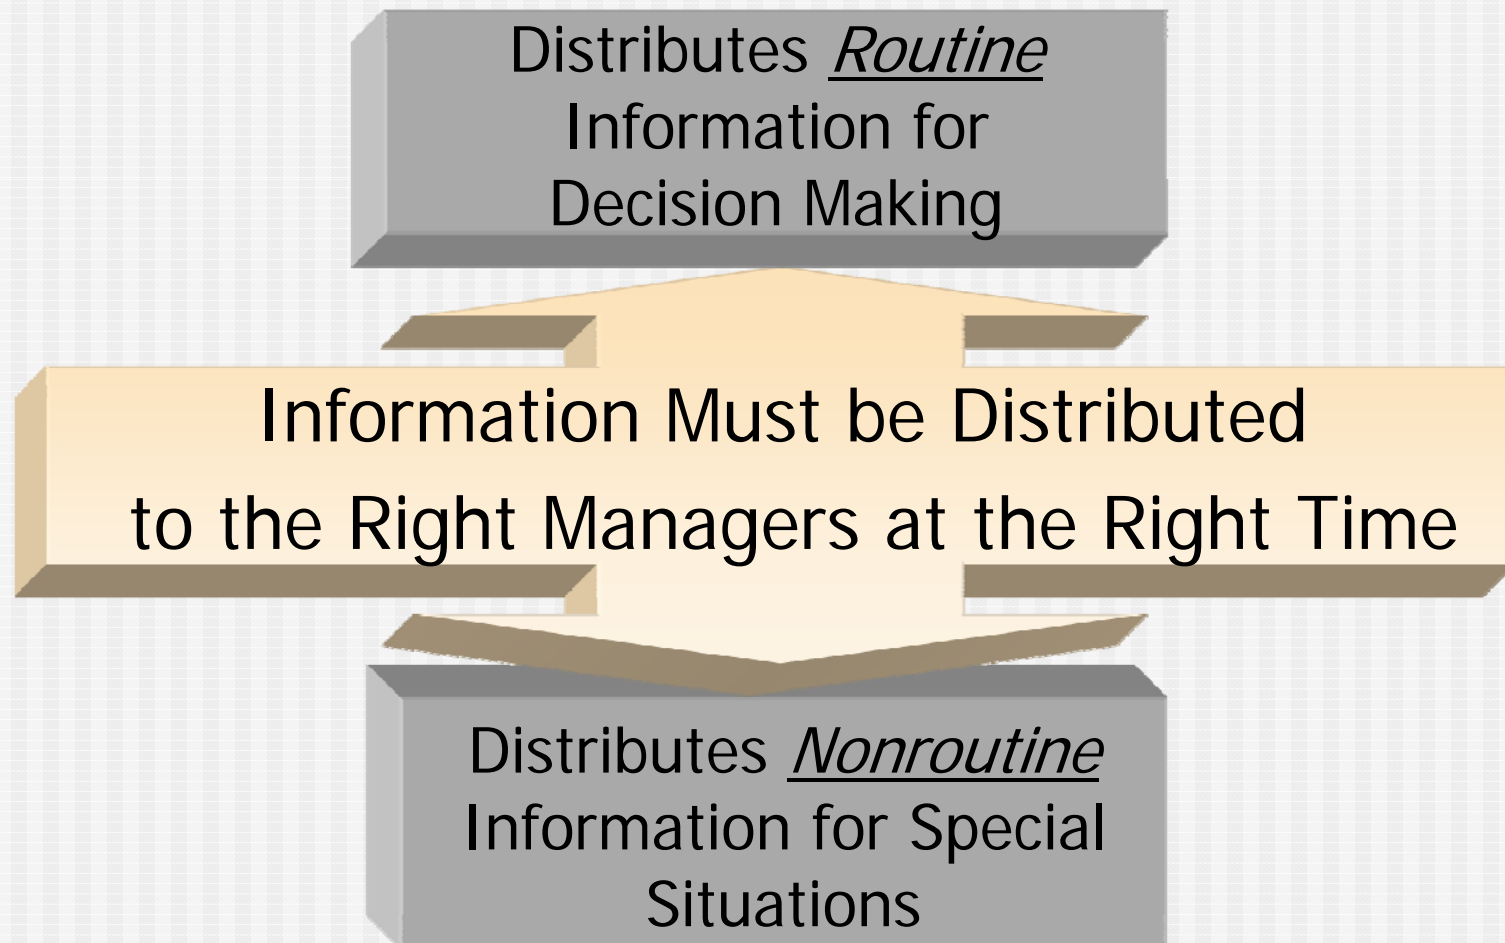 Distributes Routine
Information for
Decision Making
Information Must be Distributed
to the Right Managers at the Right Time
Distributes Nonroutine
Information for Special
Situations